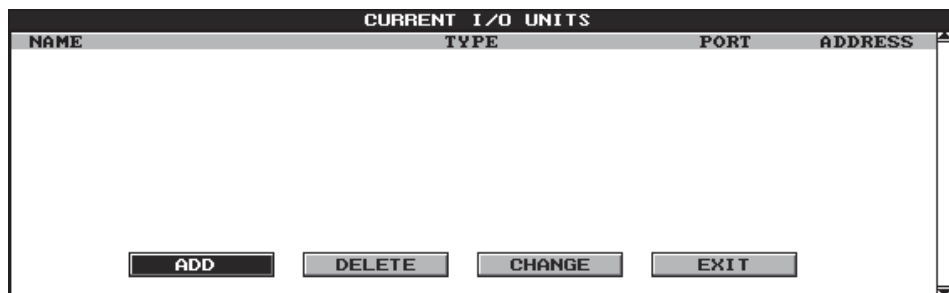 CURRENT I/O UNITS
NAME TYPE PORT ADDRESS
ADD DELETE CHANGE EXIT